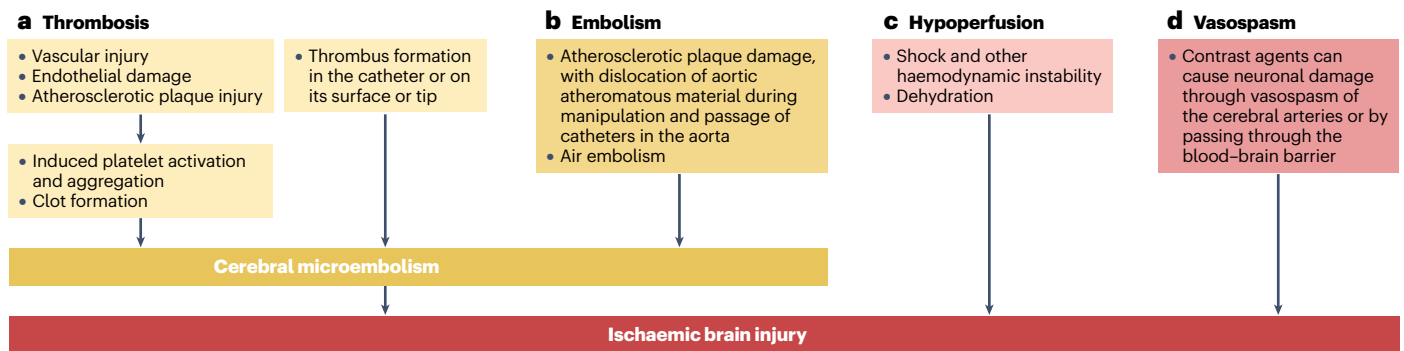 a Thrombosis
• Vascular injury
• Endothelial damage
• Atherosclerotic plaque injury
• Induced platelet activation
and aggregation
• Clot formation
• Thrombus formation
in the catheter or on
its surface or tip
b Embolism
• Atherosclerotic plaque damage,
with dislocation of aortic
atheromatous material during
manipulation and passage of
catheters in the aorta
• Air embolism
c Hypoperfusion
• Shock and other
haemodynamic instability
• Dehydration
d Vasospasm
• Contrast agents can
cause neuronal damage
through vasospasm of
the cerebral arteries or by
passing through the
blood–brain barrier
Cerebral microembolism
Ischaemic brain injury